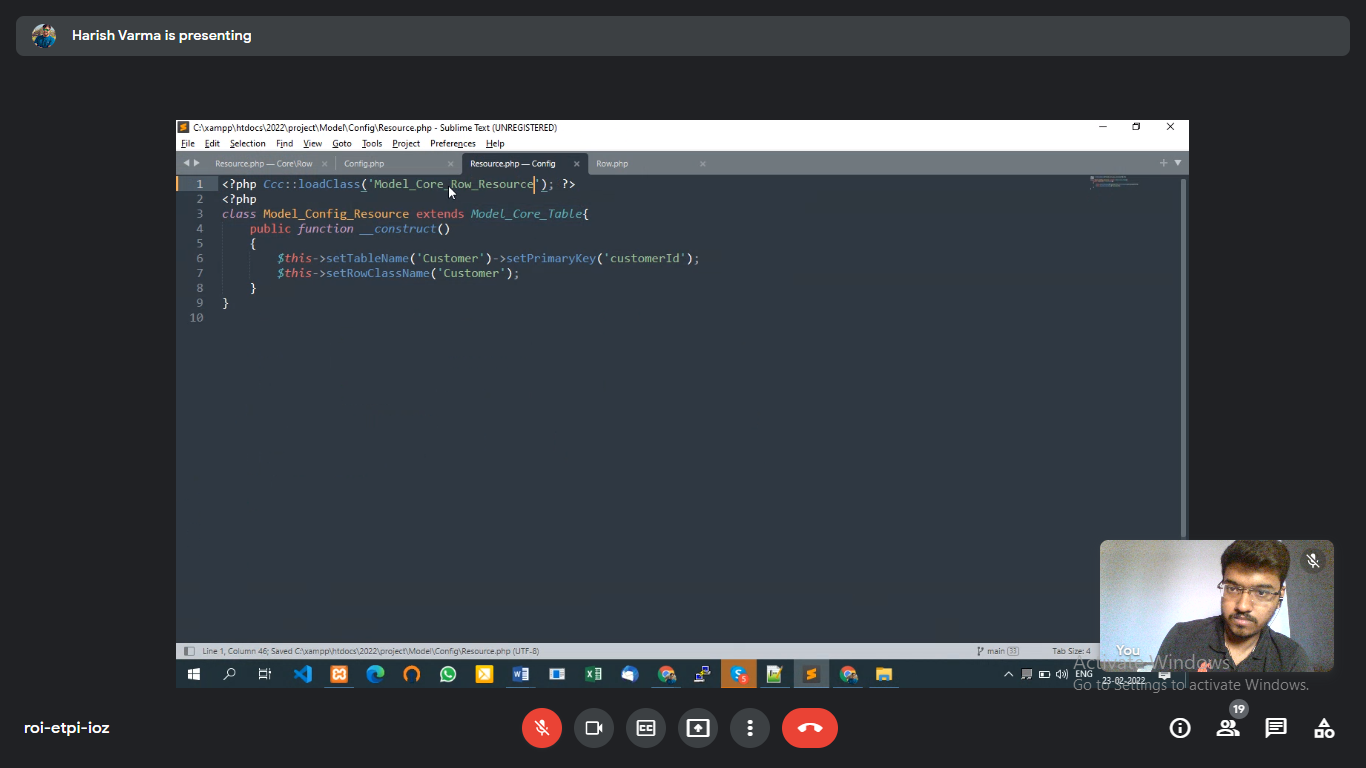 Harish Varma is presenting
C:\xampp\htdocs\2022\project\Model\Config\Resource.php - Sublime Text (UNREGISTERED)
File Edit Selection Find View Goto Tools Project Preferences Help
Resource.php — Core\Row Config.php Resource.php — Config Row.php
1 <?php Ccc::loadClass('Model_Core_Row_Resource'); ?>
2 <?php
3 class Model_Config_Resource extends Model_Core_Table{
4 public function __construct()
5 {
6 $this->setTableName('Customer')->setPrimaryKey('customerId');
7 $this->setRowClassName('Customer');
8 }
9 }
10
Line 1, Column 46; Saved C:\xampp\htdocs\2022\project\Model\Config\Resource.php (UTF-8) main 33 Tab Size: 4
You
ENG
23-02-2022
Activate Windows
Go to Settings to activate Windows.
roi-etpi-ioz
19